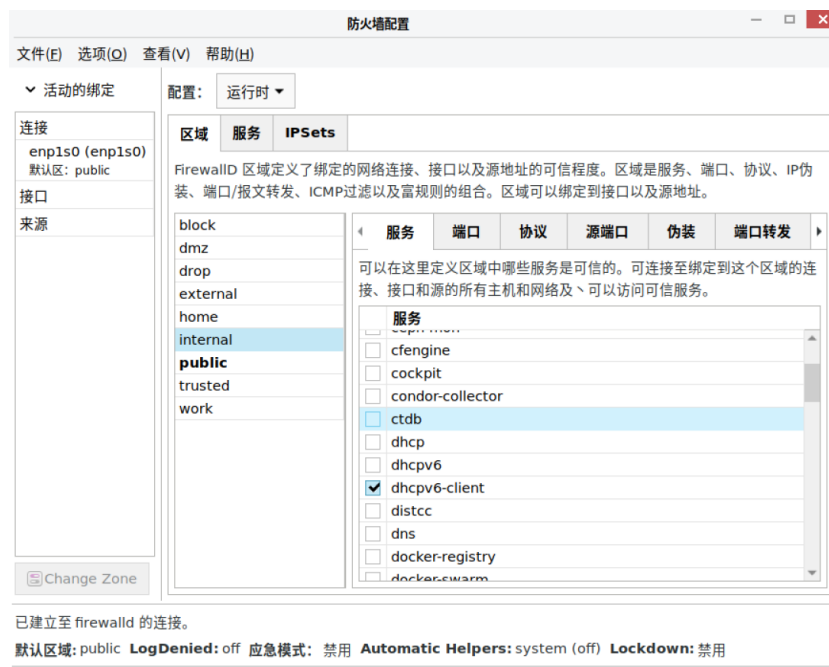 防火墙配置
文件(F) 选项(O) 查看(V) 帮助(H)
活动的绑定
连接
enp1s0 (enp1s0)
默认区：public
接口
来源
Change Zone
配置： 运行时
区域 服务 IPSets
FirewallD 区域定义了绑定的网络连接、接口以及源地址的可信程度。区域是服务、端口、协议、IP伪
装、端口/报文转发、ICMP过滤以及富规则的组合。区域可以绑定到接口以及源地址。
block
dmz
drop
external
home
internal
public
trusted
work
服务 端口 协议 源端口 伪装 端口转发
可以在这里定义区域中哪些服务是可信的。可连接至绑定到这个区域的连
接、接口和源的所有主机和网络及丶可以访问可信服务。
服务
ceph-mon
cfengine
cockpit
condor-collector
ctdb
dhcp
dhcpv6
dhcpv6-client
distcc
dns
docker-registry
docker-swarm
已建立至 firewalld 的连接。
默认区域: public LogDenied: off 应急模式： 禁用 Automatic Helpers: system (off) Lockdown: 禁用